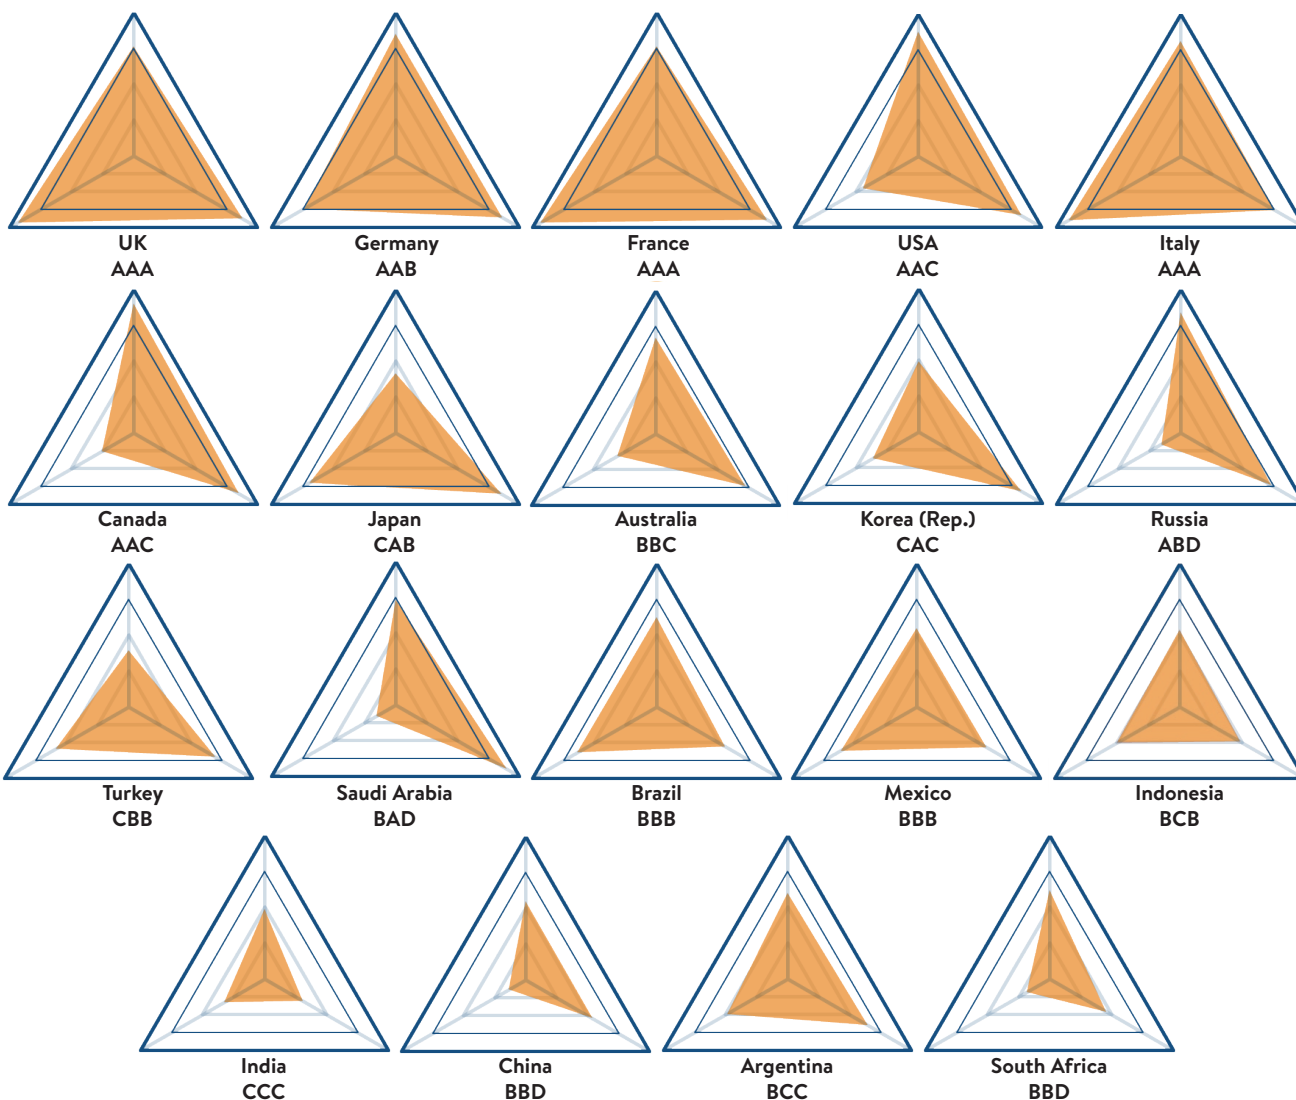 UK
AAA
Germany
AAB
France
AAA
USA
AAC
Italy
AAA
Canada
AAC
Japan
CAB
Australia
BBC
Korea (Rep.)
CAC
Russia
ABD
Turkey
CBB
Saudi Arabia
BAD
Brazil
BBB
Mexico
BBB
Indonesia
BCB
India
CCC
China
BBD
Argentina
BCC
South Africa
BBD